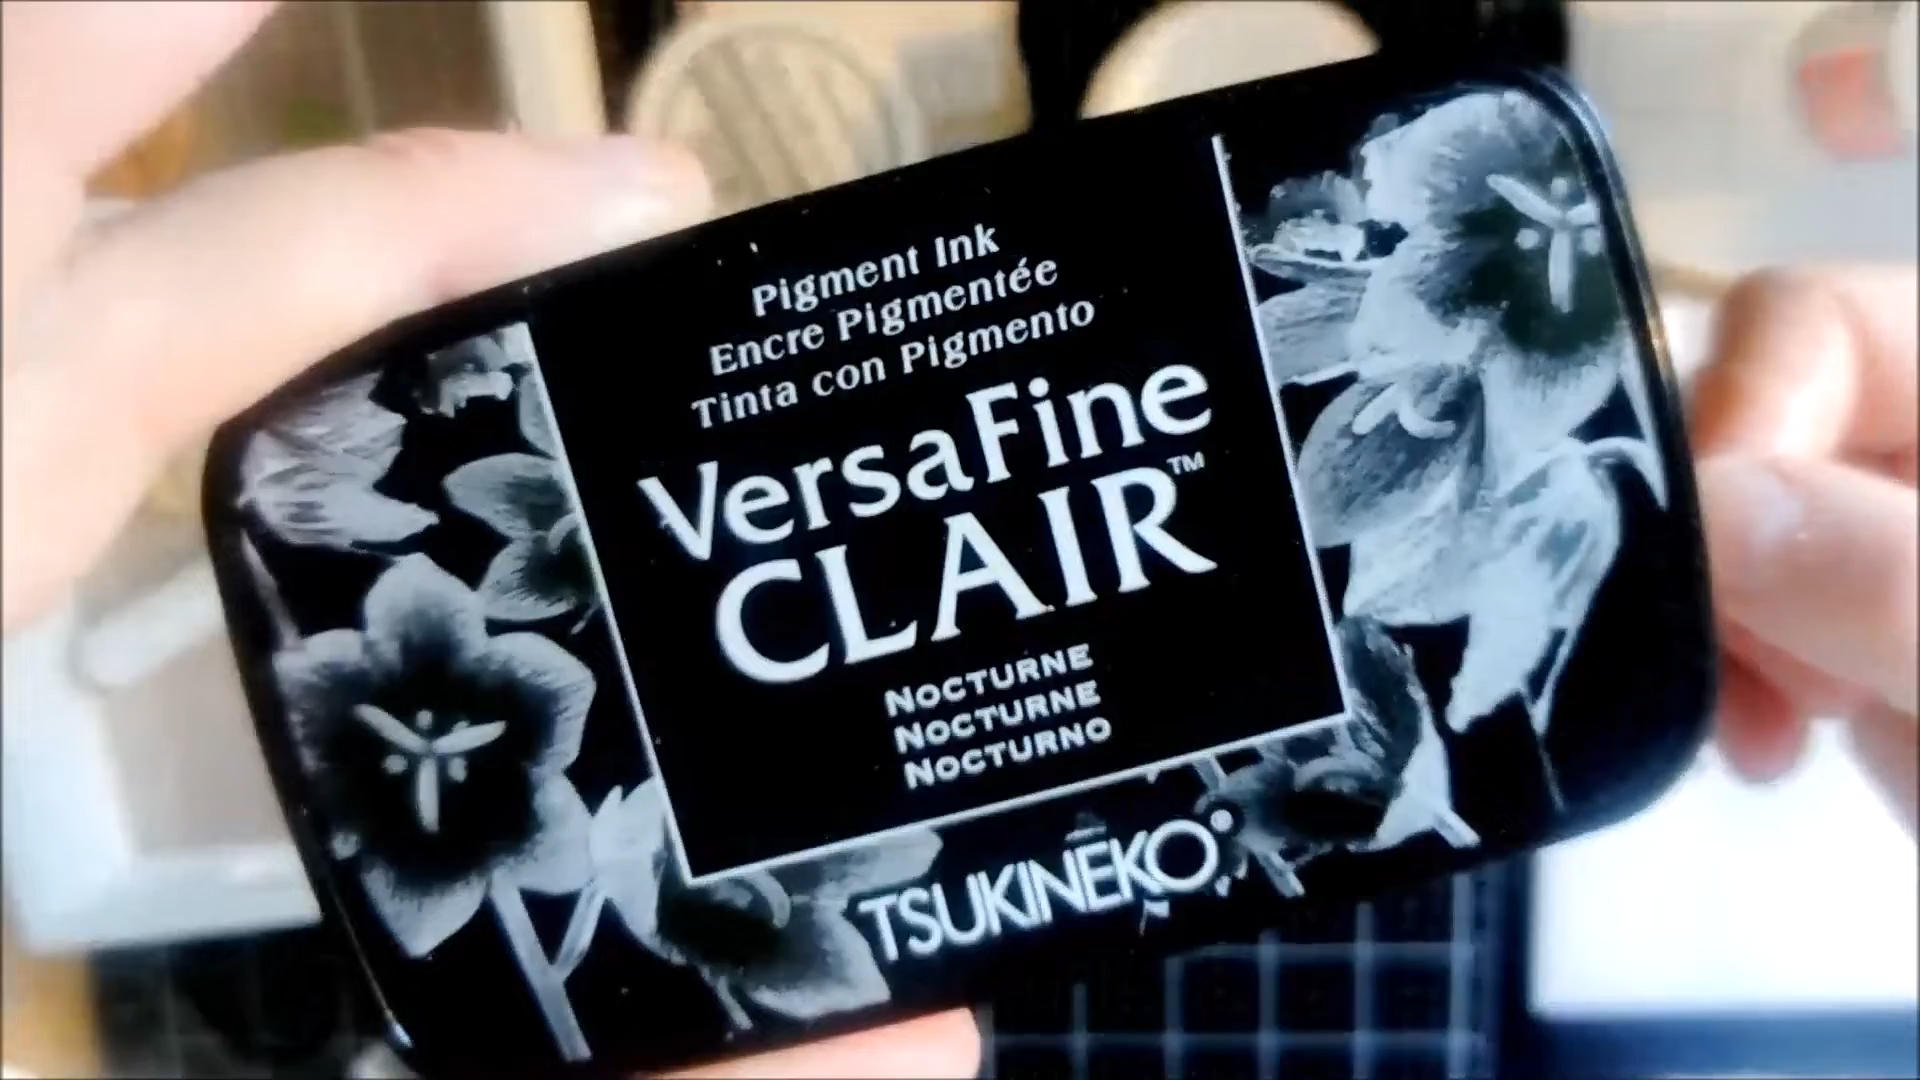 Pigment Ink
Encre Pigmentée
Tinta con Pigmento
VersaFine
CLAIR™
NOCTURNE
NOCTURNE
NOCTURNO
TSUKINEKO